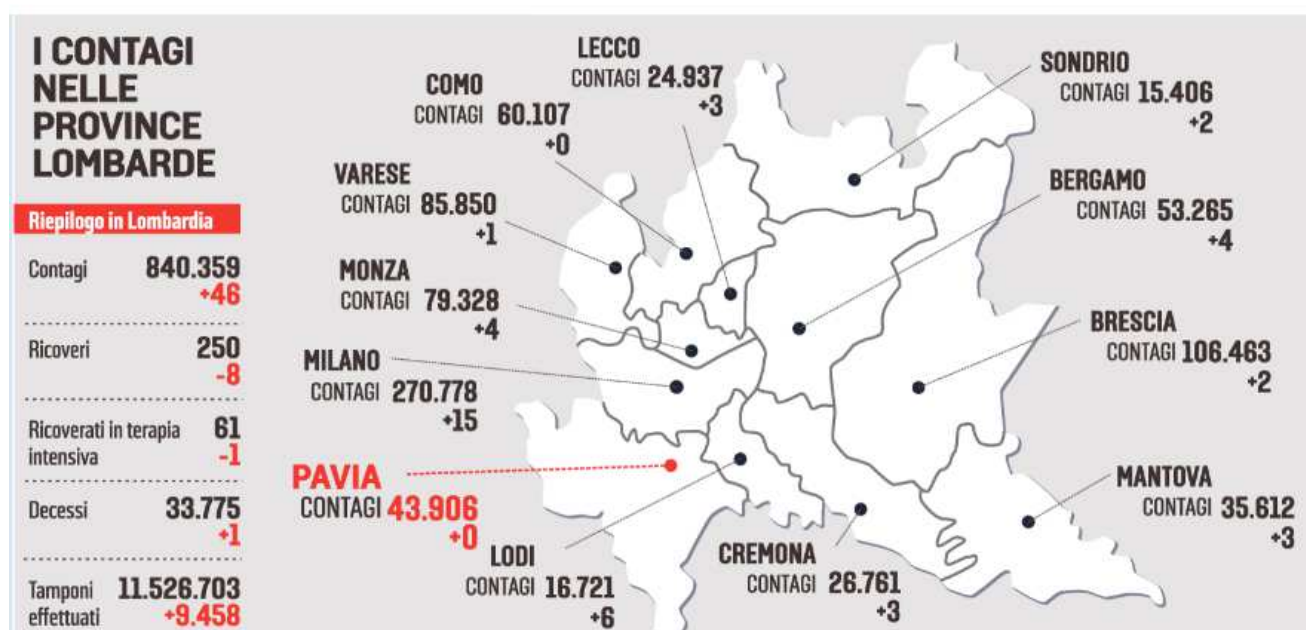 I CONTAGI
NELLE
PROVINCE
LOMBARDE
Riepilogo in Lombardia
Contagi 840.359
+46
Ricoveri 250
-8
Ricoverati in terapia intensiva 61
-1
Decessi 33.775
+1
Tamponi effettuati 11.526.703
+9.458
LECCO
CONTAGI 24.937
+3
COMO
CONTAGI 60.107
+0
VARESE
CONTAGI 85.850
+1
MONZA
CONTAGI 79.328
+4
MILANO
CONTAGI 270.778
+15
PAVIA
CONTAGI 43.906
+0
LODI
CONTAGI 16.721
+6
CREMONA
CONTAGI 26.761
+3
SONDRIO
CONTAGI 15.406
+2
BERGAMO
CONTAGI 53.265
+4
BRESCIA
CONTAGI 106.463
+2
MANTOVA
CONTAGI 35.612
+3